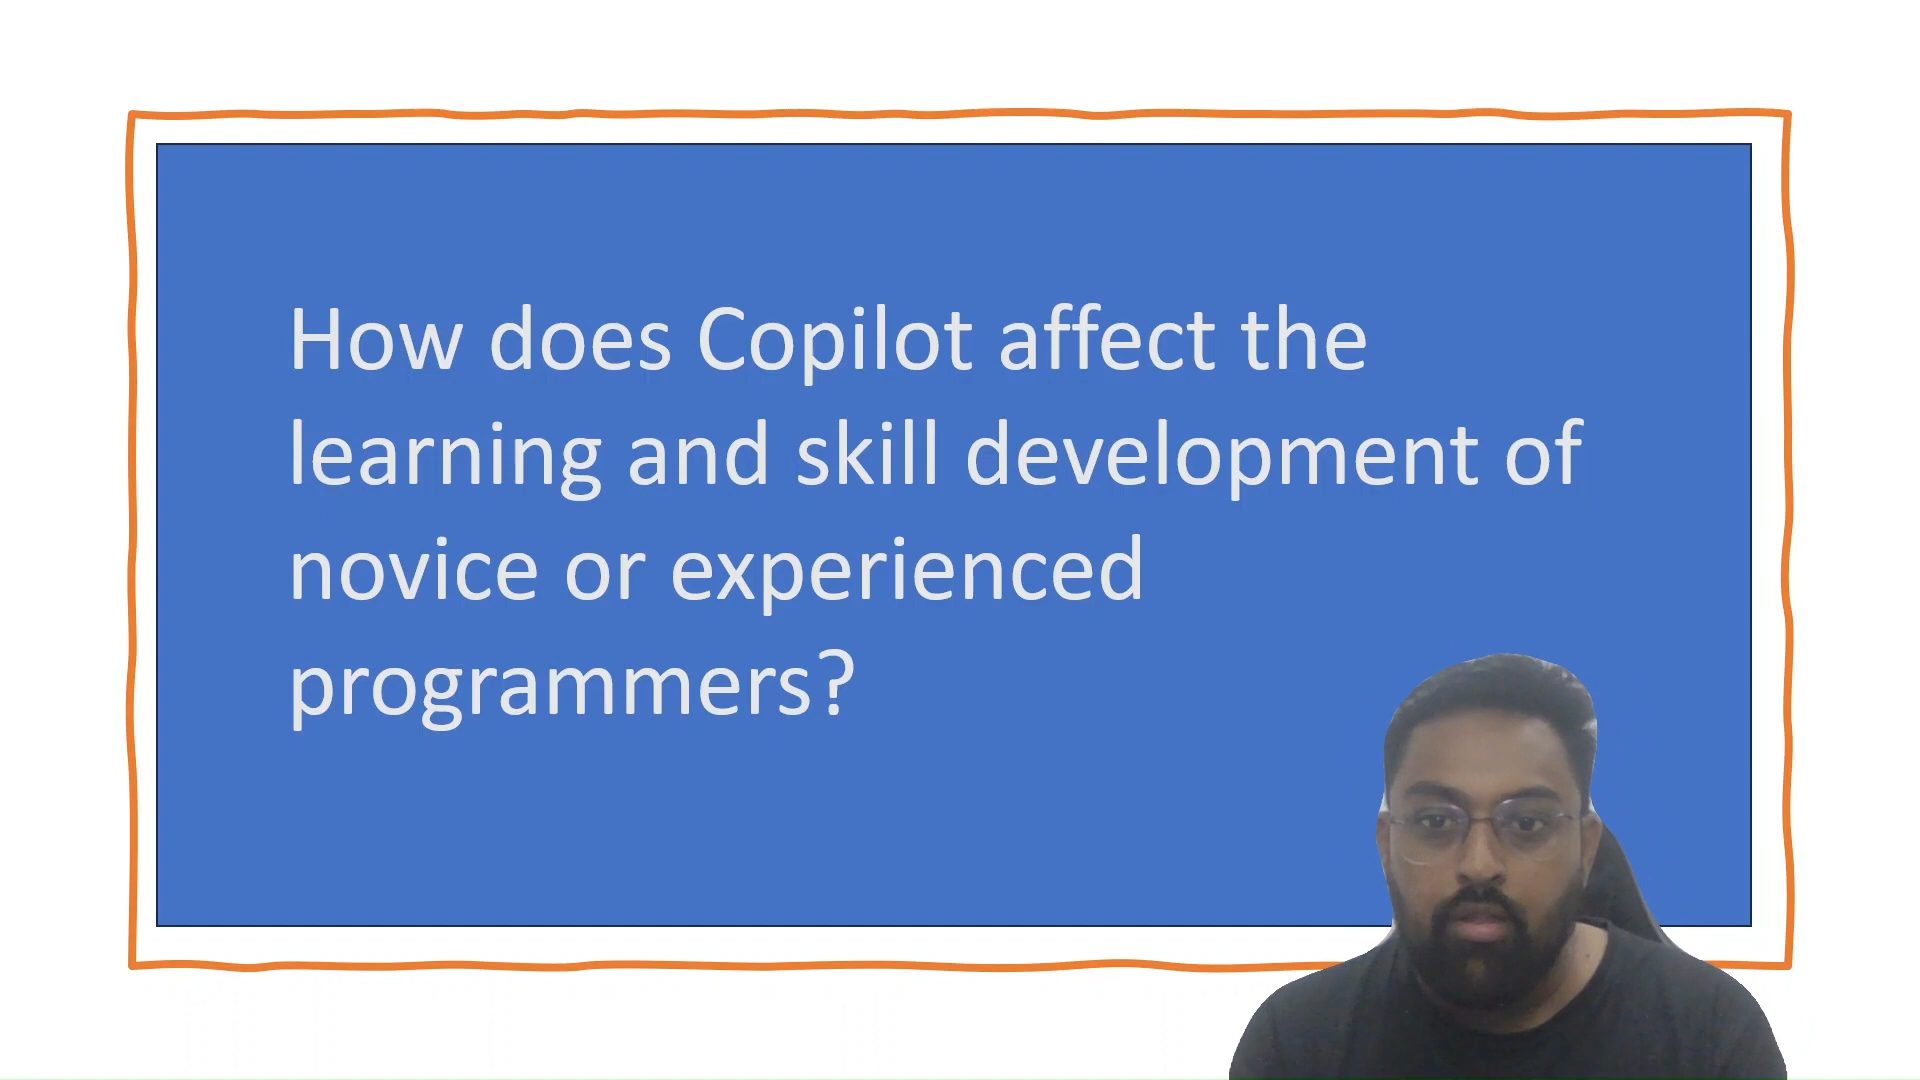 How does Copilot affect the
learning and skill development of
novice or experienced
programmers?